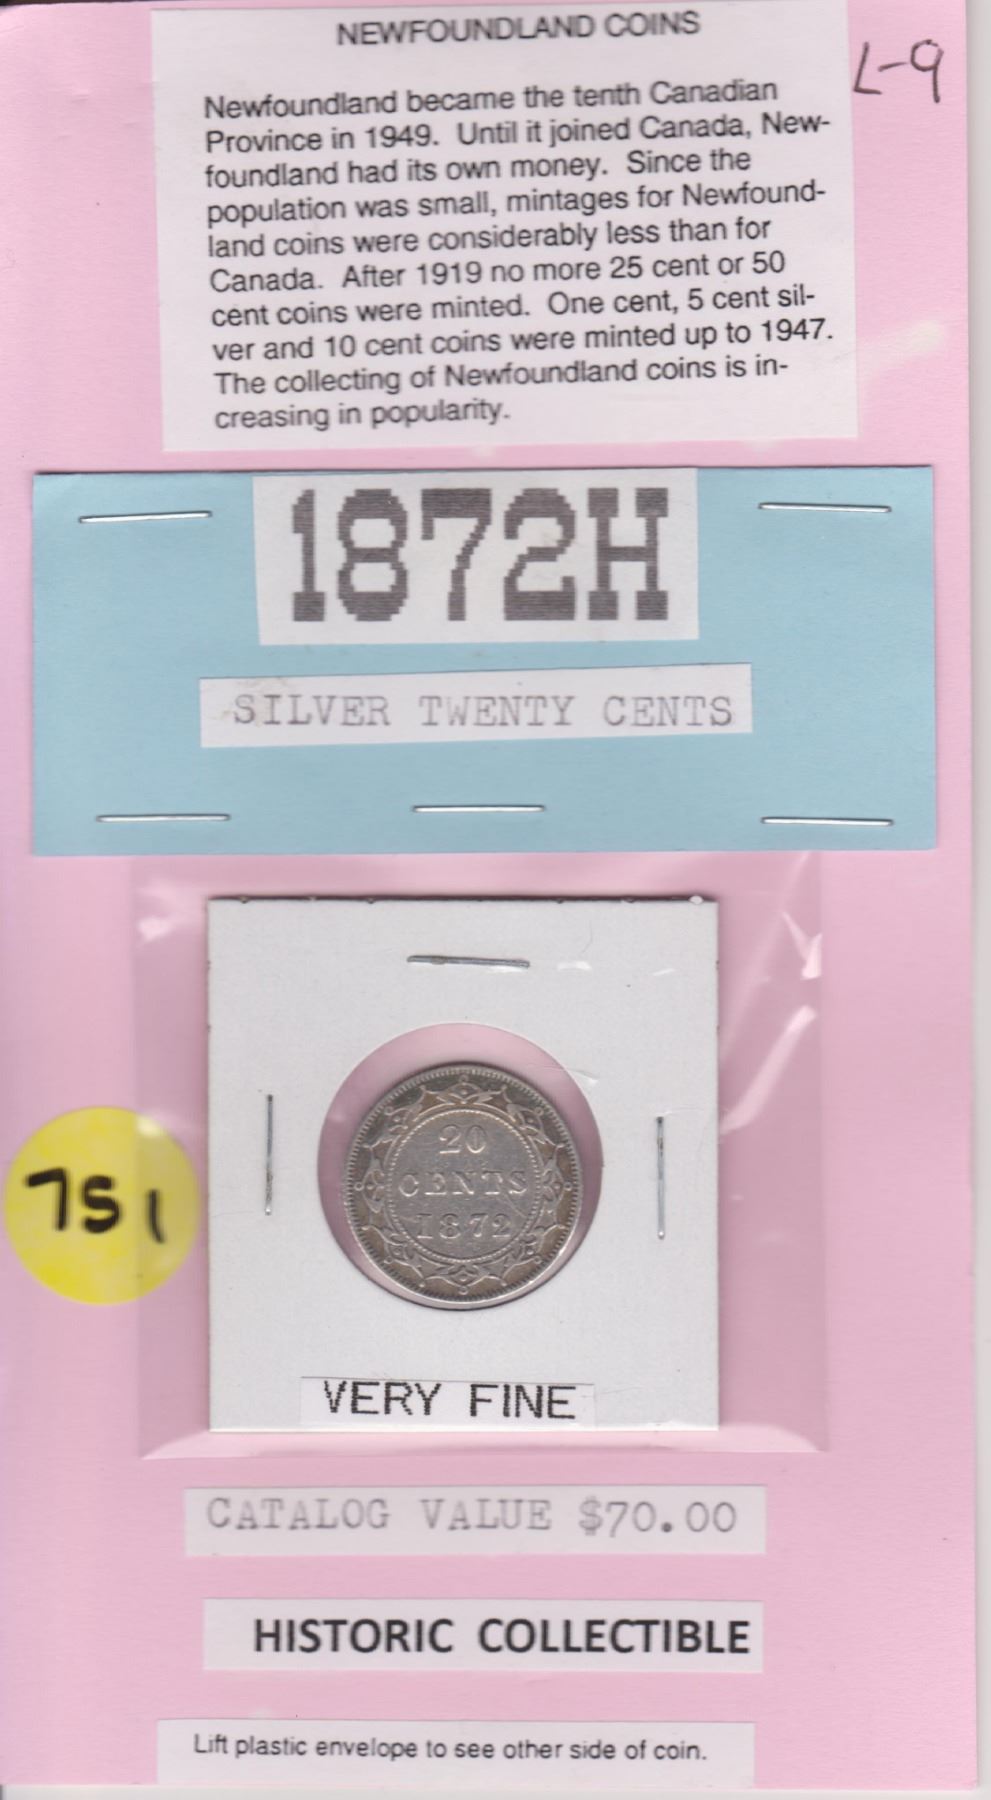 NEWFOUNDLAND COINS
L-9
Newfoundland became the tenth Canadian
Province in 1949. Until it joined Canada, New-
foundland had its own money. Since the
population was small, mintages for Newfound-
land coins were considerably less than for
Canada. After 1919 no more 25 cent or 50
cent coins were minted. One cent, 5 cent sil-
ver and 10 cent coins were minted up to 1947.
The collecting of Newfoundland coins is in-
creasing in popularity.
1872H
SILVER TWENTY CENTS
20
CENTS
1872
751
VERY FINE
CATALOG VALUE $70.00
HISTORIC COLLECTIBLE
Lift plastic envelope to see other side of coin.